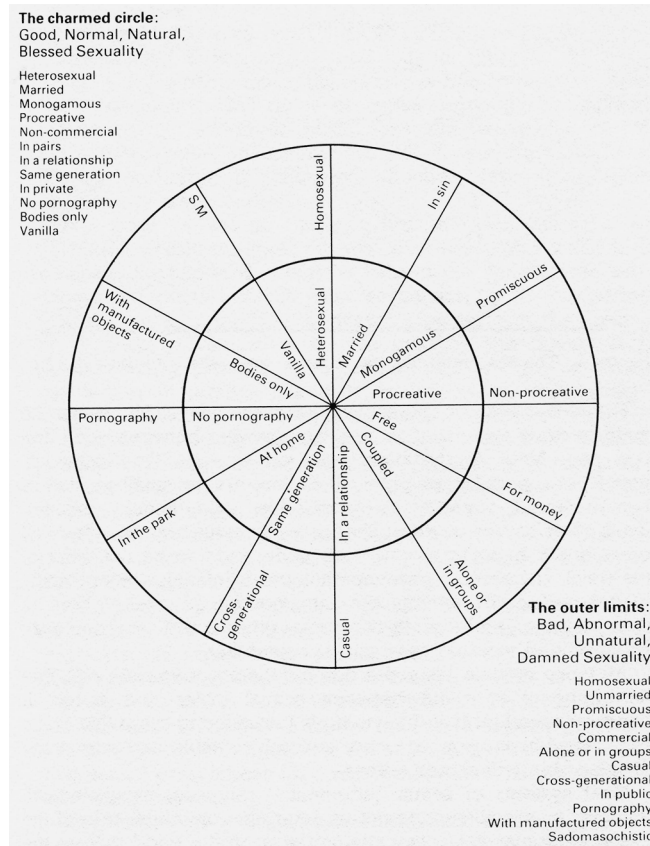 The charmed circle:
Good, Normal, Natural,
Blessed Sexuality
Heterosexual
Married
Monogamous
Procreative
Non-commercial
In pairs
In a relationship
Same generation
In private
No pornography
Bodies only
Vanilla
Homosexual
In sin
Promiscuous
Non-procreative
For money
Alone or
in groups
Casual
Cross-
generational
In the park
Pornography
With
manufactured
objects
S M
Heterosexual
Married
Monogamous
Procreative
Free
Coupled
In a relationship
Same generation
At home
No pornography
Bodies only
Vanilla
The outer limits:
Bad, Abnormal,
Unnatural,
Damned Sexuality
Homosexual
Unmarried
Promiscuous
Non-procreative
Commercial
Alone or in groups
Casual
Cross-generational
In public
Pornography
With manufactured objects
Sadomasochistic